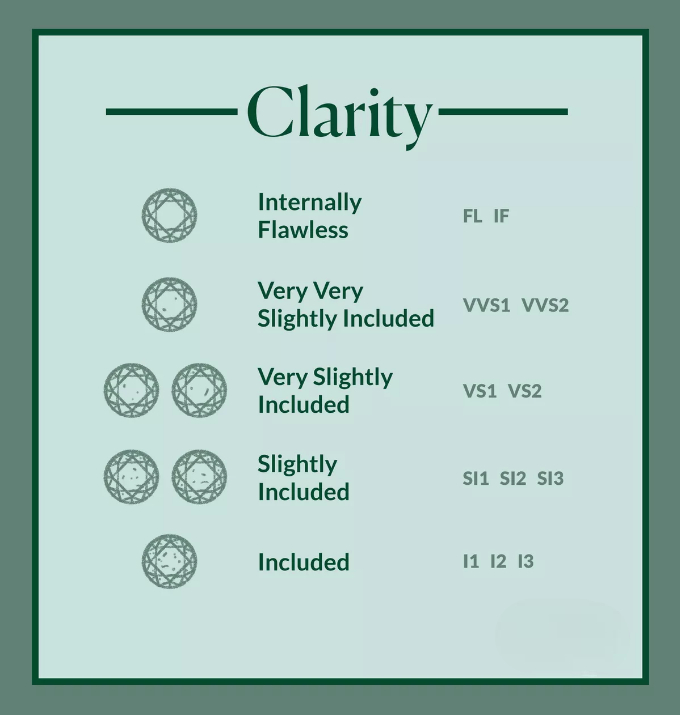 Clarity
Internally
Flawless
FL IF
Very Very
Slightly Included
VVS1 VVS2
Very Slightly
Included
VS1 VS2
Slightly
Included
SI1 SI2 SI3
Included
I1 I2 I3